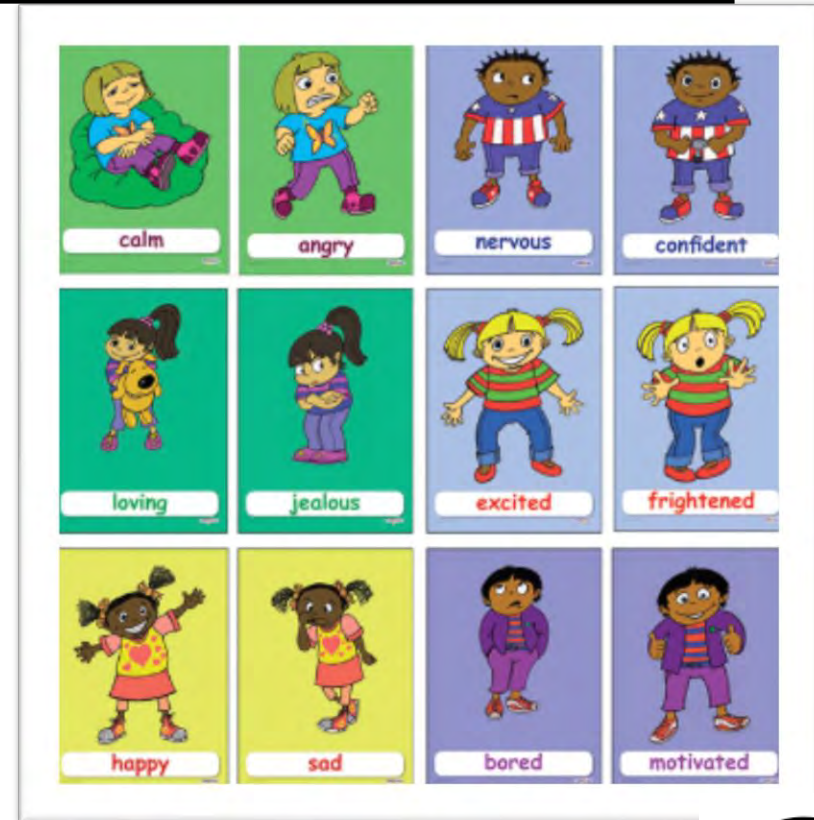 calm
angry
nervous
confident
loving
jealous
excited
frightened
happy
sad
bored
motivated